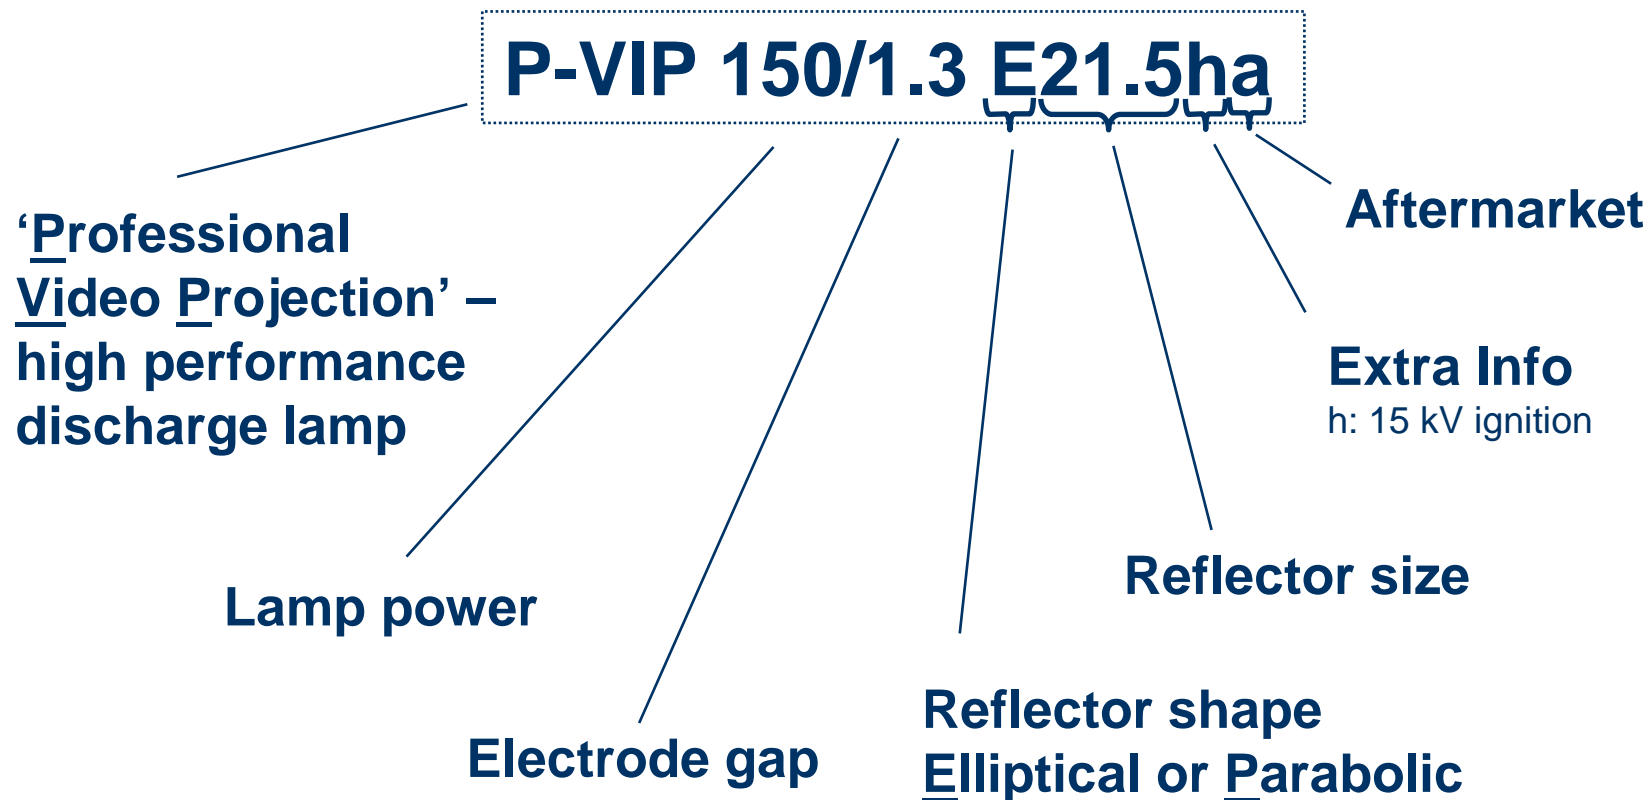 P-VIP 150/1.3 E21.5ha
‘Professional
Video Projection’ –
high performance
discharge lamp
Aftermarket
Extra Info
h: 15 kV ignition
Reflector size
Lamp power
Reflector shape
Elliptical or Parabolic
Electrode gap